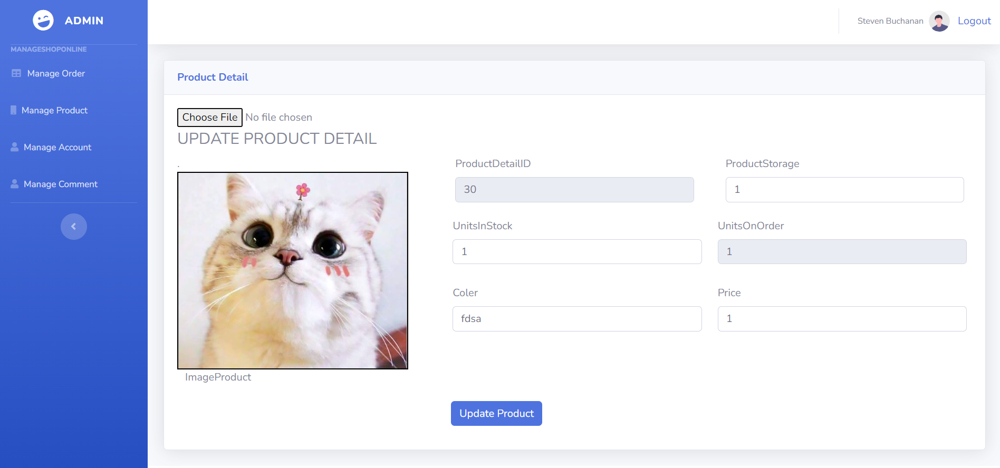 ADMIN
MANAGESHOPONLINE
Manage Order
Manage Product
Manage Account
Manage Comment
Steven Buchanan
Logout
Product Detail
Choose File No file chosen
UPDATE PRODUCT DETAIL
.
ProductDetailID
30
ProductStorage
1
UnitsInStock
1
UnitsOnOrder
1
Coler
fdsa
Price
1
ImageProduct
Update Product